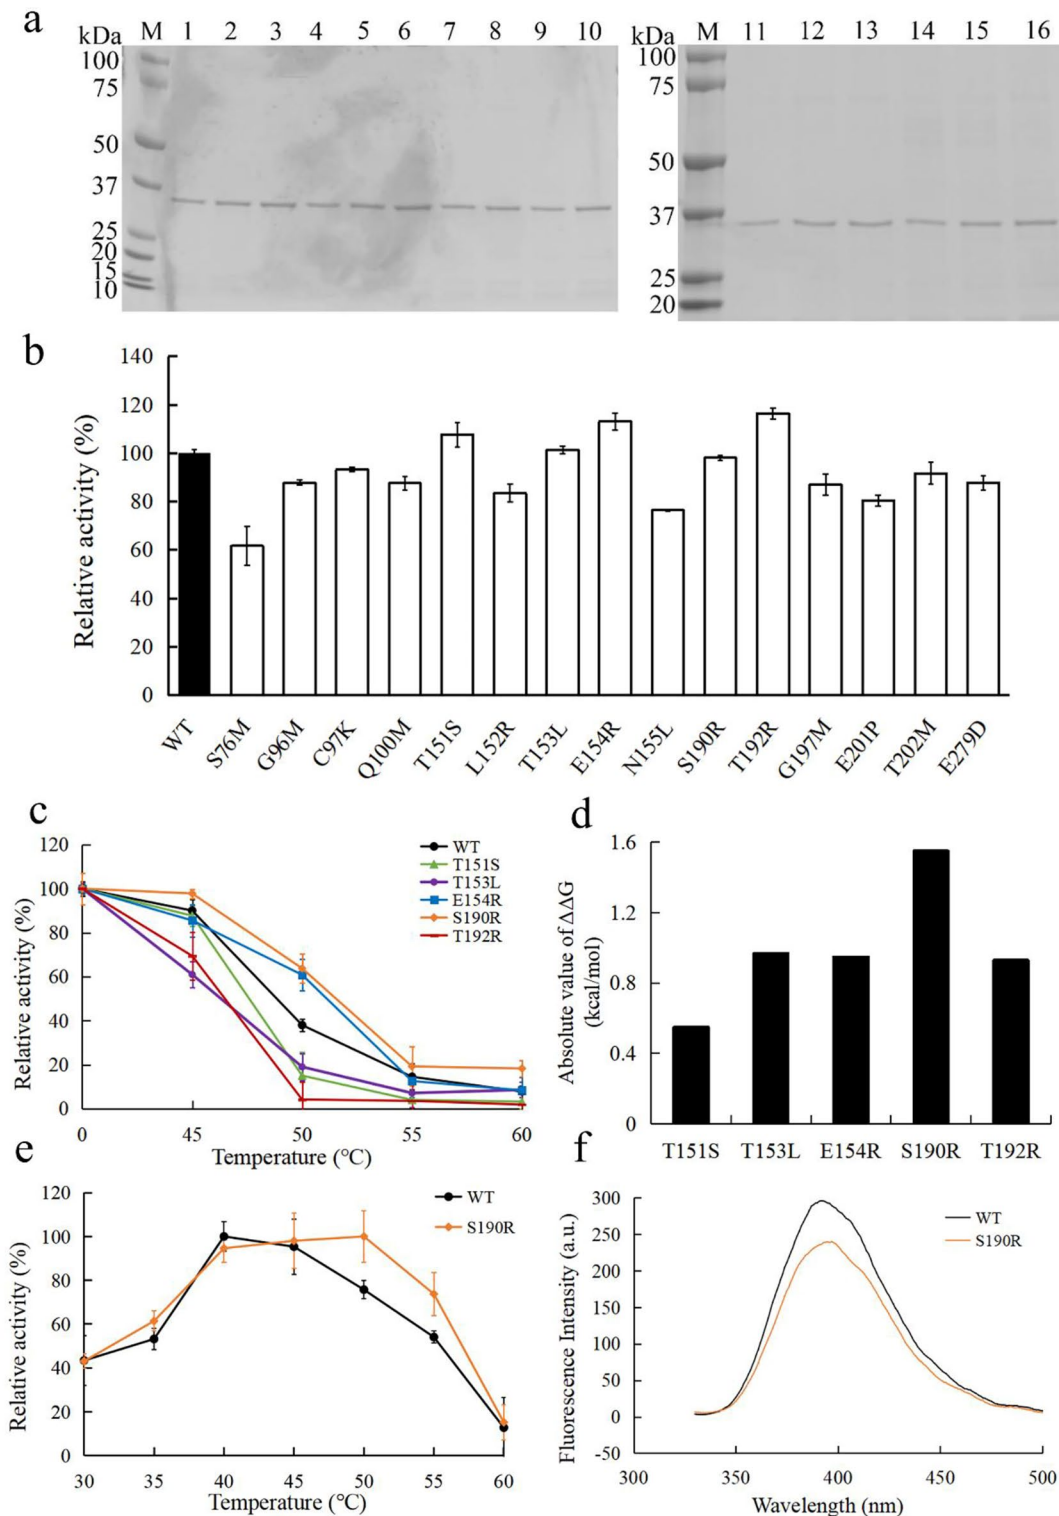 a
kDa M 1 2 3 4 5 6 7 8 9 10
100
75
50
37
25
20
15
10
kDa M 11 12 13 14 15 16
100
75
50
37
25
20
b
Relative activity (%)
140
120
100
80
60
40
20
0
WT S76M G96M C97K Q100M T151S L152R T153L E154R N155L S190R T192R G197M E201P T202M E279D
c
Relative activity (%)
120
100
80
60
40
20
0
0 45 50 55 60
Temperature (℃)
WT
T151S
T153L
E154R
S190R
T192R
d
Absolute value of ΔΔG
(kcal/mol)
1.6
1.2
0.8
0.4
0
T151S T153L E154R S190R T192R
e
Relative activity (%)
120
100
80
60
40
20
0
30 35 40 45 50 55 60
Temperature (℃)
WT
S190R
f
Fluorescence Intensity (a.u.)
300
250
200
150
100
50
0
-50
300 350 400 450 500
Wavelength (nm)
WT
S190R